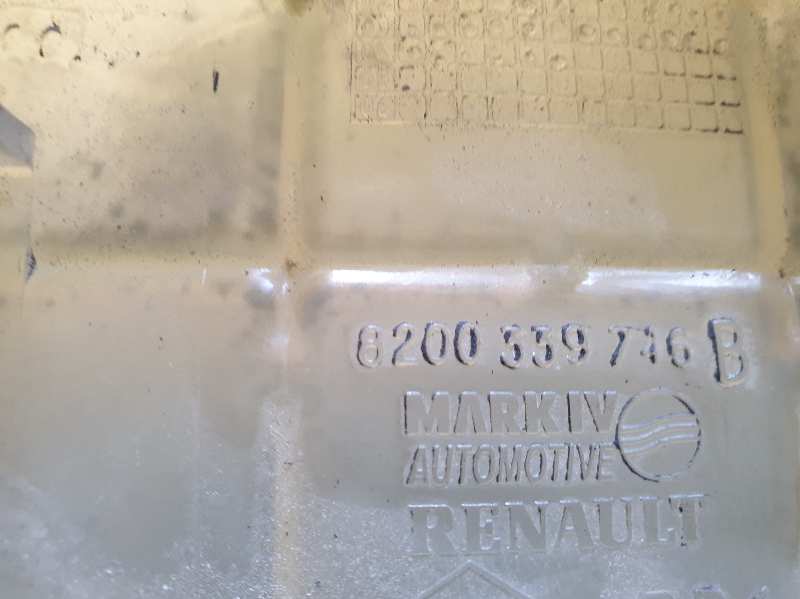 8200 339 746 B
MARK IV
AUTOMOTIVE
RENAULT